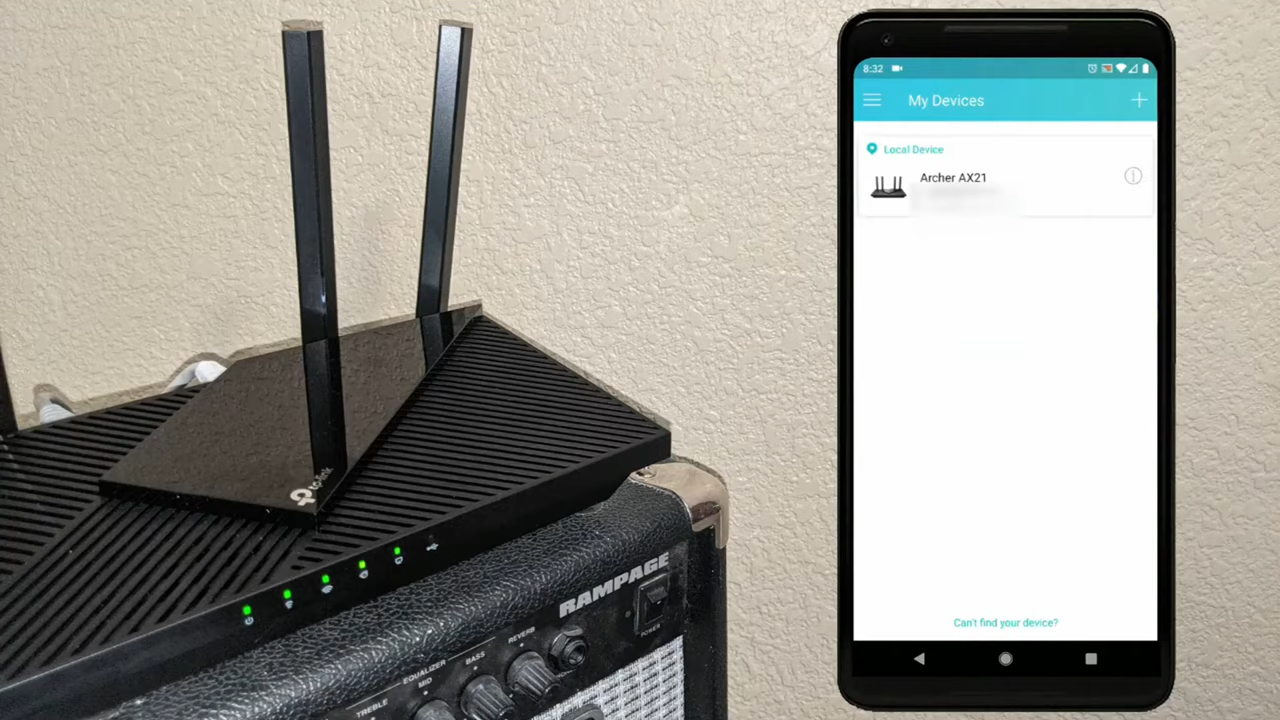 8:32
My Devices
Local Device
Archer AX21
Can't find your device?
tp-link
RAMPAGE
POWER
REVERB
BASS
EQUALIZER
MID
TREBLE